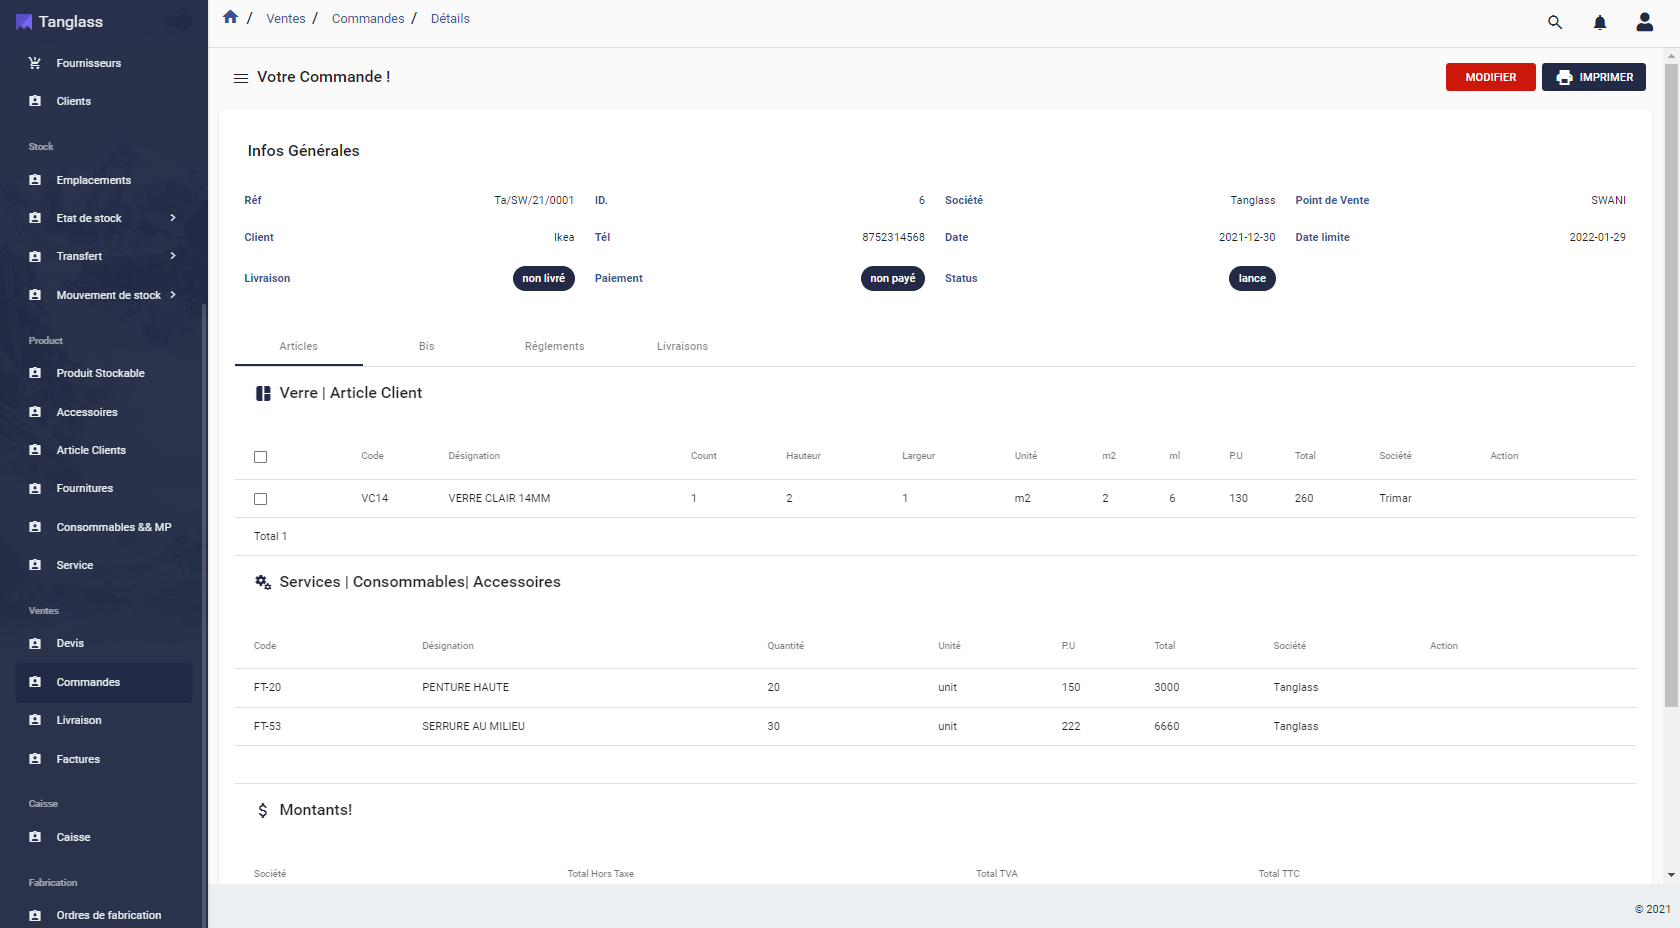 Tanglass
Fournisseurs
Clients
Stock
Emplacements
Etat de stock
Transfert
Mouvement de stock
Product
Produit Stockable
Accessoires
Article Clients
Fournitures
Consommables && MP
Service
Ventes
Devis
Commandes
Livraison
Factures
Caisse
Caisse
Fabrication
Ordres de fabrication
/ Ventes / Commandes / Détails
Votre Commande !
MODIFIER
IMPRIMER
Infos Générales
Réf Ta/SW/21/0001 ID. 6 Société Tanglass Point de Vente SWANI
Client Ikea Tél 8752314568 Date 2021-12-30 Date limite 2022-01-29
Livraison non livré Paiement non payé Status lance
Articles Bis Réglements Livraisons
Verre | Article Client
Code Désignation Count Hauteur Largeur Unité m2 ml P.U Total Société Action
VC14 VERRE CLAIR 14MM 1 2 1 m2 2 6 130 260 Trimar
Total 1
Services | Consommables| Accessoires
Code Désignation Quantité Unité P.U Total Société Action
FT-20 PENTURE HAUTE 20 unit 150 3000 Tanglass
FT-53 SERRURE AU MILIEU 30 unit 222 6660 Tanglass
$ Montants!
Société Total Hors Taxe Total TVA Total TTC
© 2021